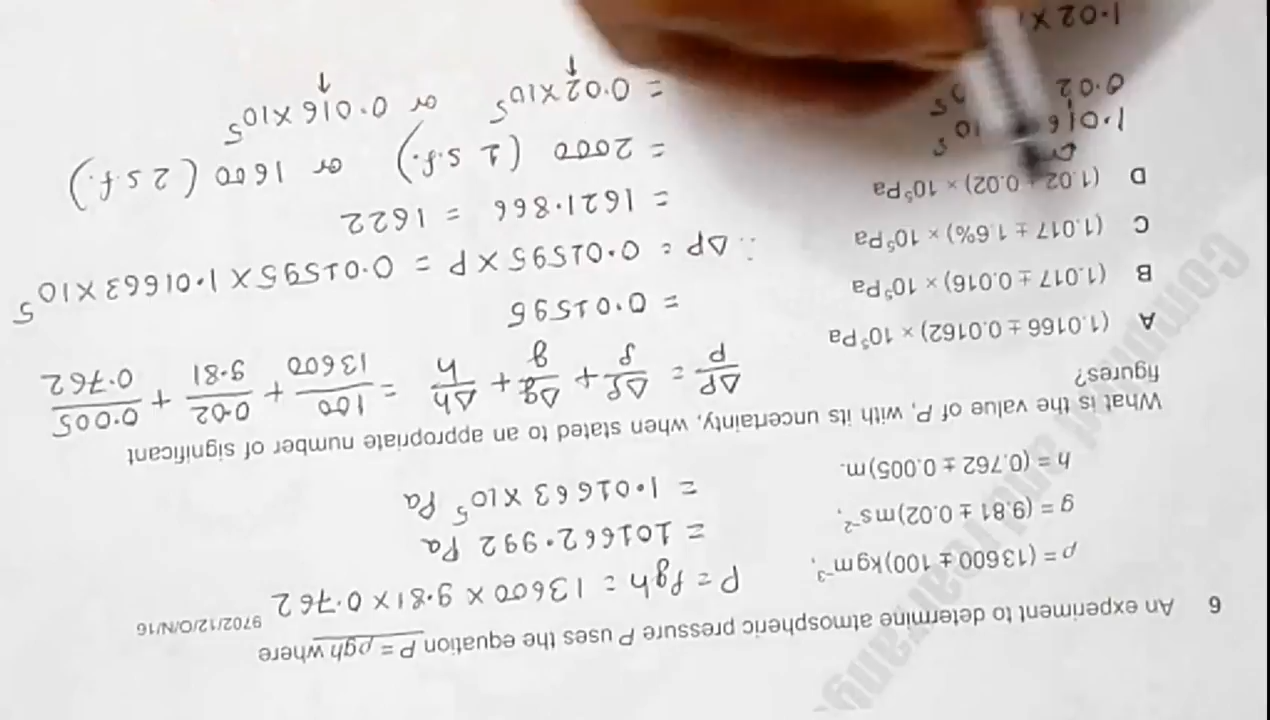 6 An experiment to determine atmospheric pressure P uses the equation P = ρgh where
9702/12/O/N/16
ρ = (13600 ± 100) kg m⁻³,
g = (9.81 ± 0.02) m s⁻²,
h = (0.762 ± 0.005) m.
P = ρgh = 13600 × 9.81 × 0.762
= 101662.992 Pa
= 1.01663 × 10⁵ Pa
What is the value of P, with its uncertainty, when stated to an appropriate number of significant
figures?
A (1.0166 ± 0.0162) × 10⁵ Pa
B (1.017 ± 0.016) × 10⁵ Pa
C (1.017 ± 1.6%) × 10⁵ Pa
D (1.02 ± 0.02) × 10⁵ Pa
ΔP/P = Δρ/ρ + Δg/g + Δh/h = 100/13600 + 0.02/9.81 + 0.005/0.762
= 0.01595
∴ ΔP = 0.01595 × P = 0.01595 × 1.01663 × 10⁵
= 1621.866 = 1622
= 2000 (1 s.f.) or 1600 (2 s.f.)
= 0.02 × 10⁵ or 0.016 × 10⁵
1.016
0.02
1.02 ×